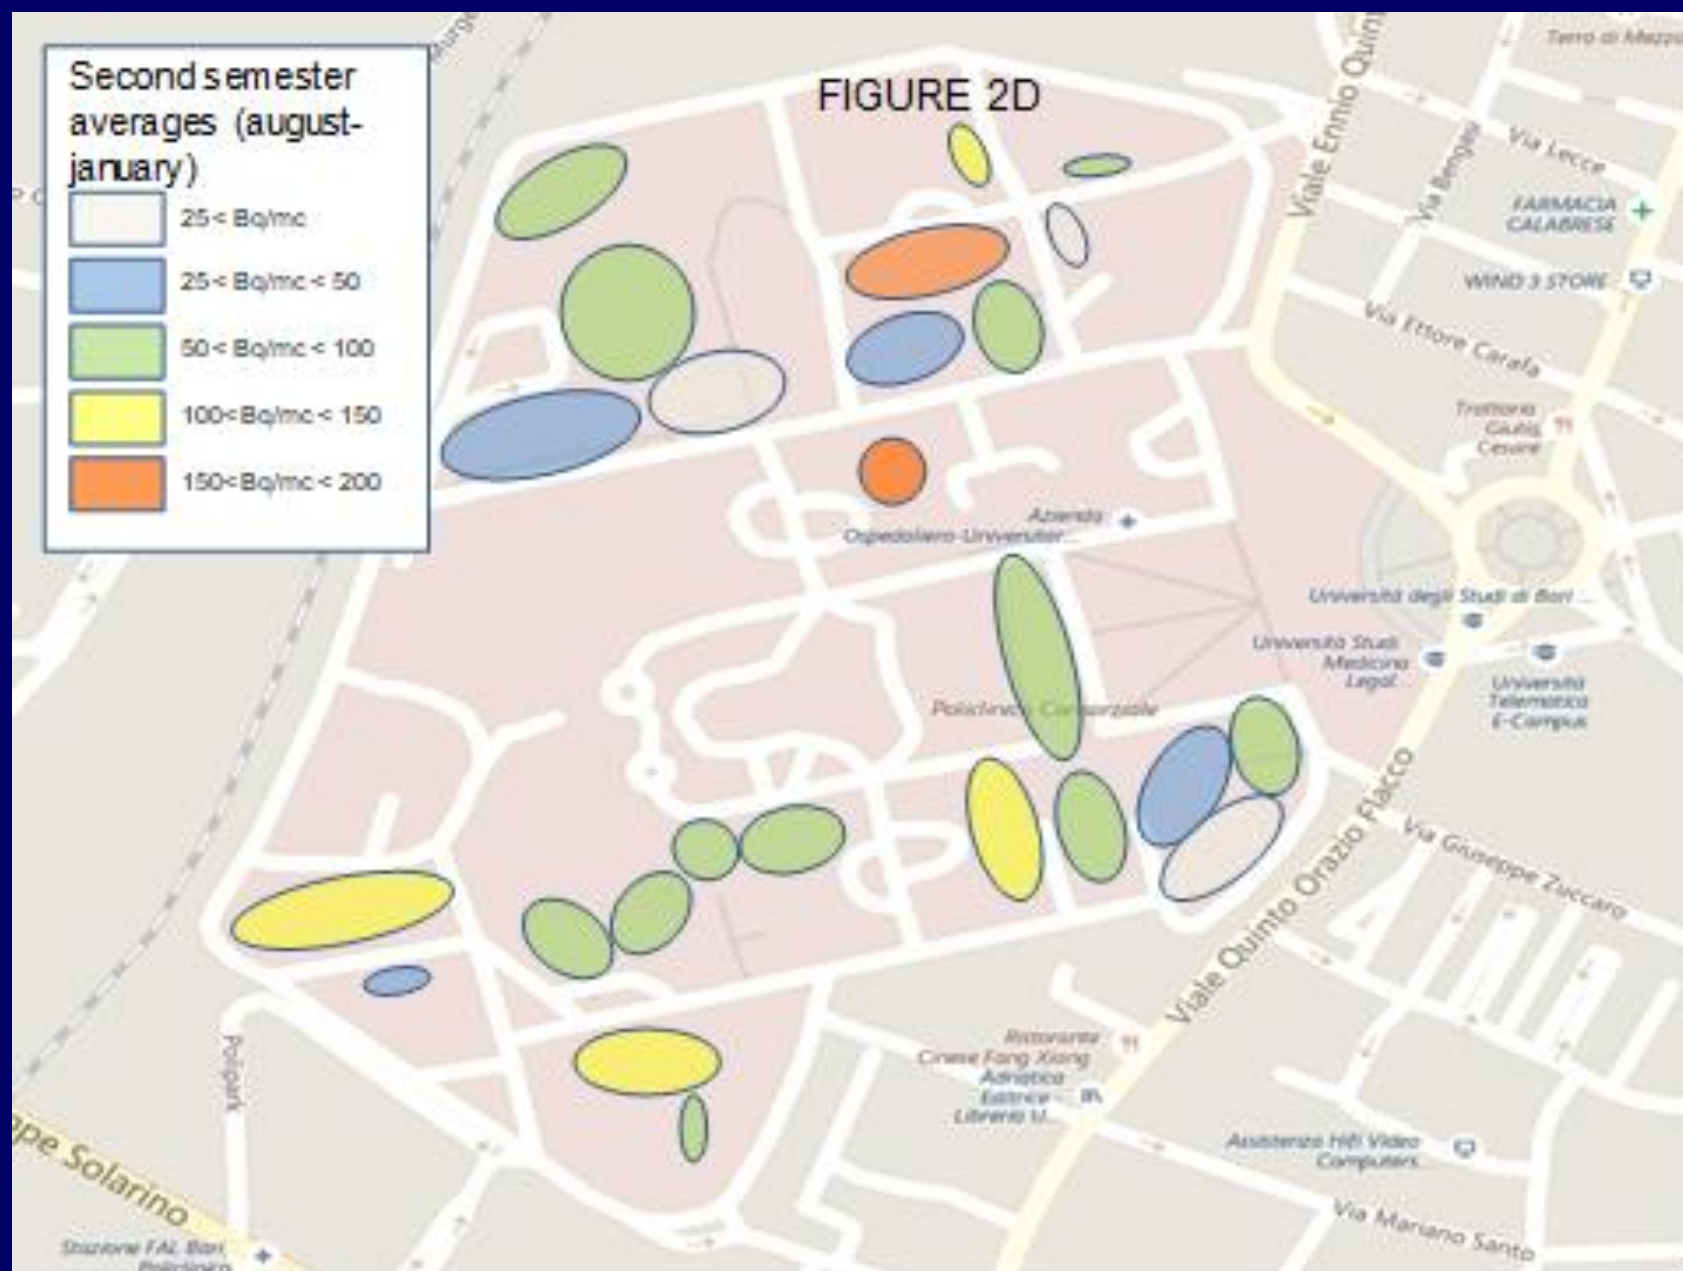 FIGURE 2D
Second semester
averages (august-
january)
25< Bq/mc
25< Bq/mc < 50
50< Bq/mc < 100
100<Bq/mc < 150
150<Bq/mc < 200
Viale Ennio Quint
Via Bengasi
Via Lecce
FARMACIA
CALABRESE
WIND 3 STORE
Via Ettore Carafa
Trattoria
Giulio
Cesare
Azienda
Ospedaliero-Universitar...
Università degli Studi di Bari ...
Università Studi
Medicina
Legal...
Università
Telematica
E-Campus
Policlinico Consorziale
Viale Quinto Orazio Flacco
Via Giuseppe Zuccaro
Ristorante
Cinese Fang Xiang
Adriatica
Editrice -
Libreria U...
Assistenza Hifi Video
Computers
Via Mariano Santo
Polipark
ppe Solarino
Stazione FAL Bari
Policlinico